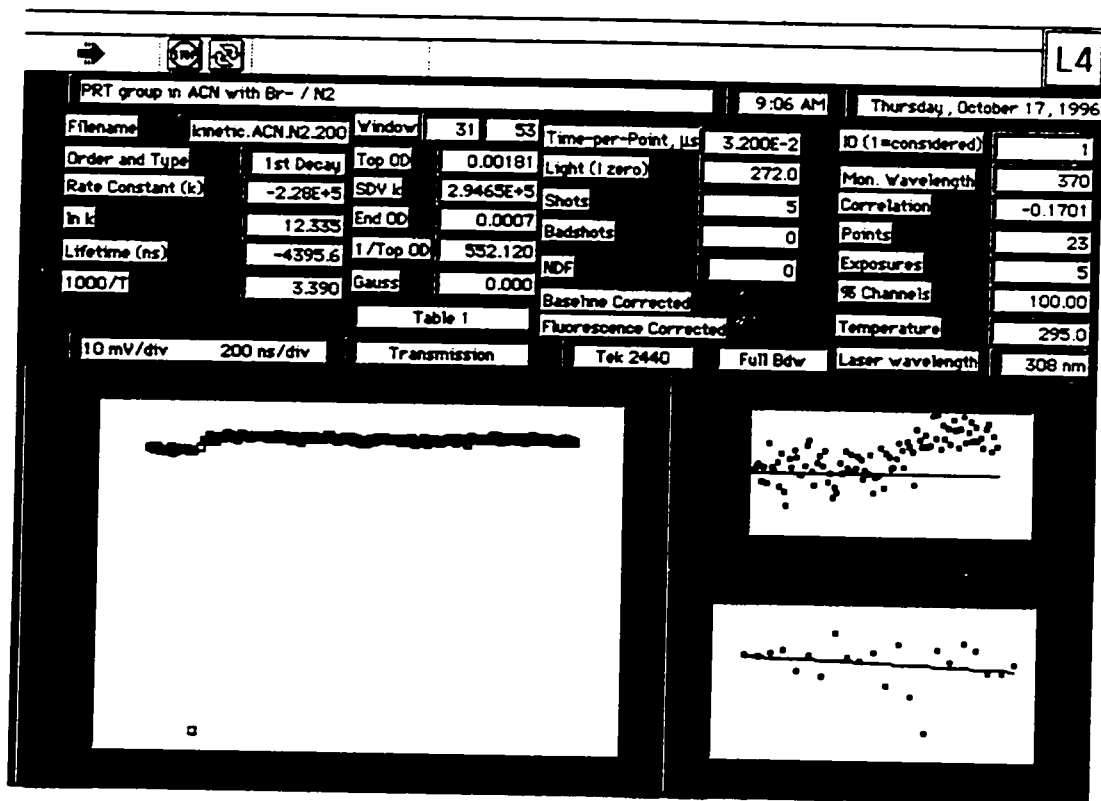 L4
STOP
PRT group in ACN with Br- / N2
9:06 AM
Thursday, October 17, 1996
Filename
kinetic.ACN.N2.200
Order and Type
1st Decay
Rate Constant (k)
-2.28E+5
ln k
12.335
Lifetime (ns)
-4395.6
1000/T
3.390
Window
31
53
Top OD
0.00181
SDV k
2.9465E+5
End OD
0.0007
1/Top OD
552.120
Gauss
0.000
Table 1
Time-per-Point, µs
3.200E-2
Light (I zero)
272.0
Shots
5
Badshots
0
NDF
0
Baseline Corrected
Fluorescence Corrected
IO (1=considered)
1
Mon. Wavelength
370
Correlation
-0.1701
Points
23
Exposures
5
% Channels
100.00
Temperature
295.0
10 mV/div 200 ns/div
Transmission
Tek 2440
Full Bdw
Laser wavelength
308 nm